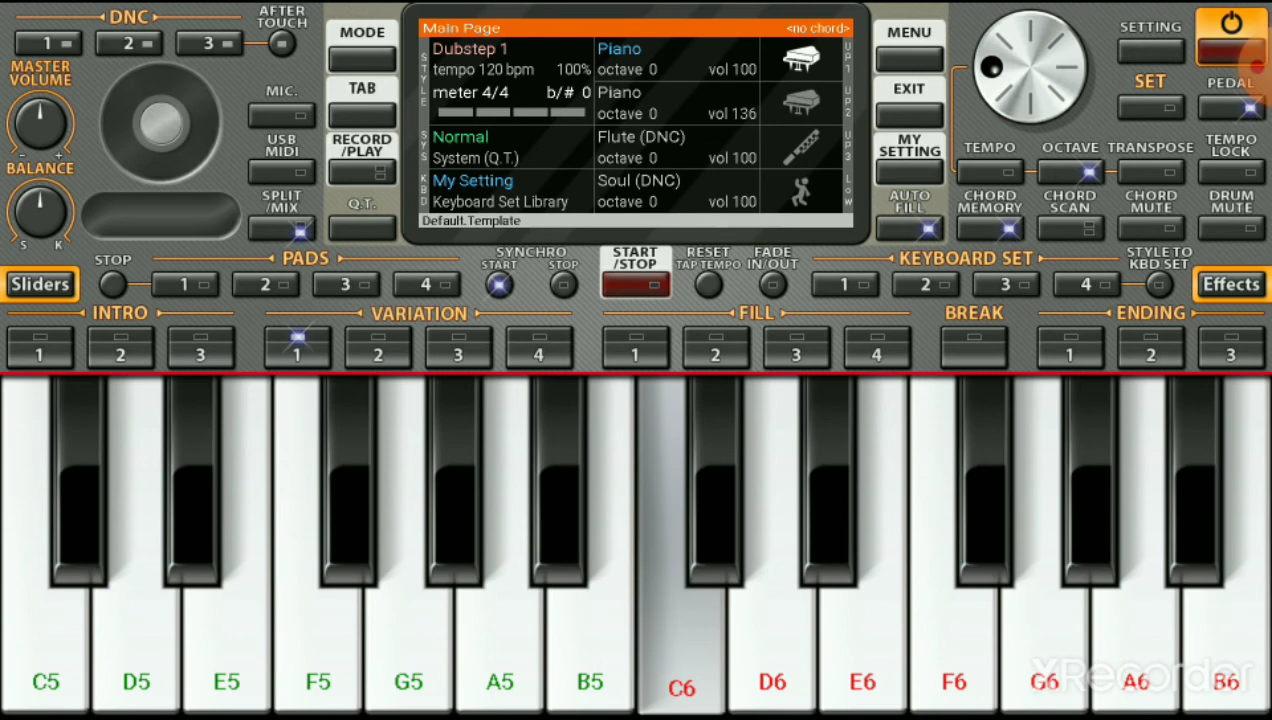 DNC
AFTER
TOUCH
1 2 3
MASTER
VOLUME
- +
BALANCE
S K
MIC.
USB
MIDI
SPLIT
/MIX
MODE
TAB
RECORD
/PLAY
Q.T.
Main Page <no chord>
STYLE
Dubstep 1
tempo 120 bpm 100%
meter 4/4 b/# 0
Piano
octave 0 vol 100
UP1
Piano
octave 0 vol 136
UP2
SYS
Normal
System (Q.T.)
Flute (DNC)
octave 0 vol 100
UP3
KBD
My Setting
Keyboard Set Library
Soul (DNC)
octave 0 vol 100
Low
Default.Template
MENU
EXIT
MY
SETTING
AUTO
FILL
SETTING
SET
PEDAL
TEMPO OCTAVE TRANSPOSE
TEMPO
LOCK
CHORD
MEMORY
CHORD
SCAN
CHORD
MUTE
DRUM
MUTE
Sliders
STOP
PADS
1 2 3 4
SYNCHRO
START STOP
START
/STOP
RESET
TAP TEMPO
FADE
IN/OUT
KEYBOARD SET
1 2 3 4
STYLE TO
KBD SET
Effects
INTRO VARIATION FILL BREAK ENDING
1 2 3 1 2 3 4 1 2 3 4 1 2 3
C5 D5 E5 F5 G5 A5 B5 C6 D6 E6 F6 G6 A6 B6
XRecorder